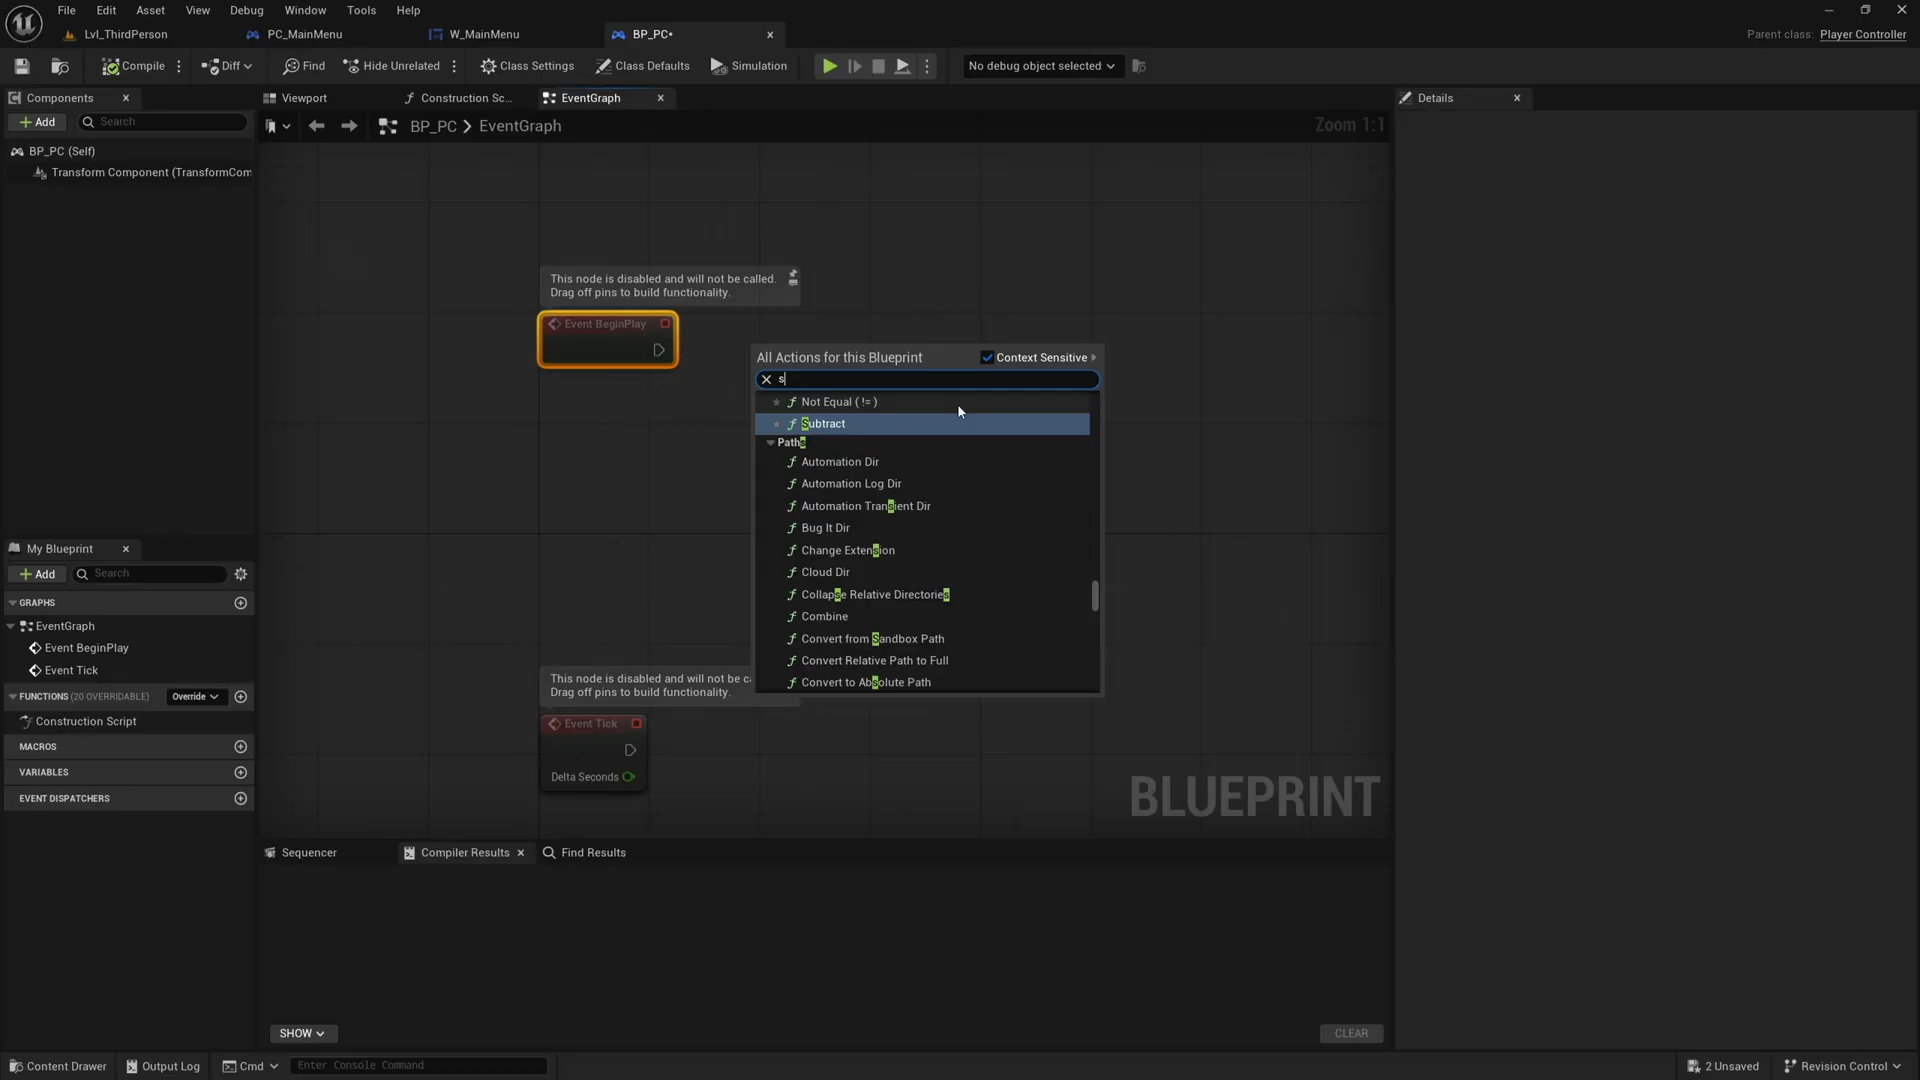 File Edit Asset View Debug Window Tools Help
Lvl_ThirdPerson PC_MainMenu W_MainMenu BP_PC•
Parent class: Player Controller
Compile Diff Find Hide Unrelated Class Settings Class Defaults Simulation No debug object selected
Components
Viewport Construction Sc... EventGraph
Details
Add Search
BP_PC > EventGraph
Zoom 1:1
BP_PC (Self)
Transform Component (TransformCom
This node is disabled and will not be called.
Drag off pins to build functionality.
Event BeginPlay
All Actions for this Blueprint Context Sensitive
s
Not Equal ( != )
Subtract
Paths
Automation Dir
Automation Log Dir
Automation Transient Dir
Bug It Dir
Change Extension
Cloud Dir
Collapse Relative Directories
Combine
Convert from Sandbox Path
Convert Relative Path to Full
Convert to Absolute Path
My Blueprint
Add Search
GRAPHS
EventGraph
Event BeginPlay
Event Tick
FUNCTIONS (20 OVERRIDABLE) Override
Construction Script
MACROS
VARIABLES
EVENT DISPATCHERS
This node is disabled and will not be ca
Drag off pins to build functionality.
Event Tick
Delta Seconds
BLUEPRINT
Sequencer Compiler Results Find Results
SHOW
CLEAR
Content Drawer Output Log Cmd Enter Console Command
2 Unsaved Revision Control